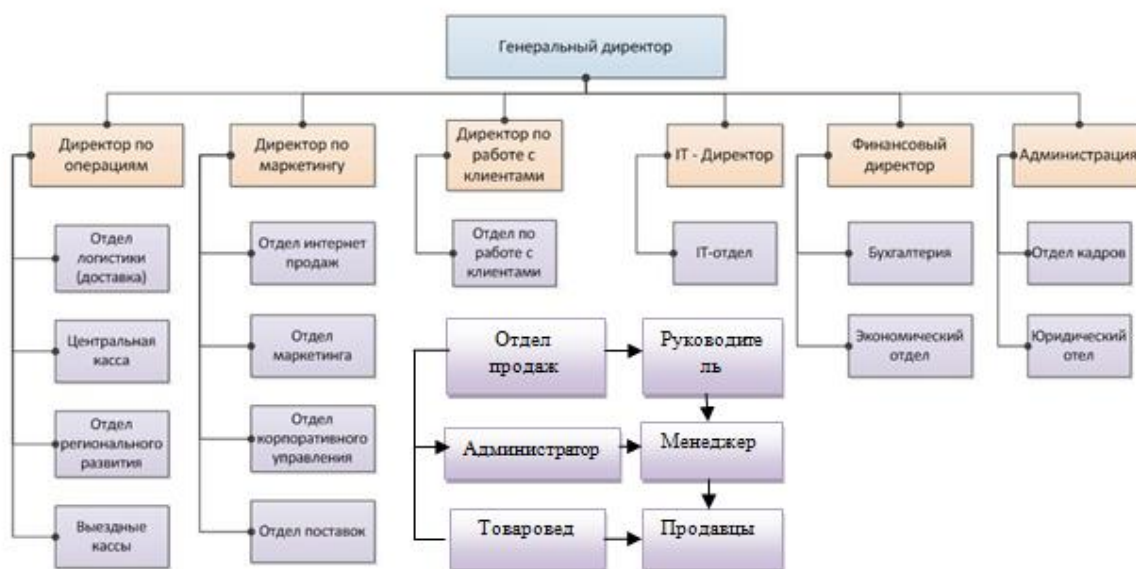 Генеральный директор
Директор по
операциям
Директор по
маркетингу
Директор по
работе с
клиентами
IT - Директор
Финансовый
директор
Администрация
Отдел
логистики
(доставка)
Отдел интернет
продаж
Отдел по
работе с
клиентами
IT-отдел
Бухгалтерия
Отдел кадров
Центральная
касса
Отдел
маркетинга
Отдел
продаж
Руководите
ль
Экономический
отдел
Юридический
отел
Отдел
регионального
развития
Отдел
корпоративного
управления
Администратор
Менеджер
Выездные
кассы
Отдел поставок
Товаровед
Продавцы